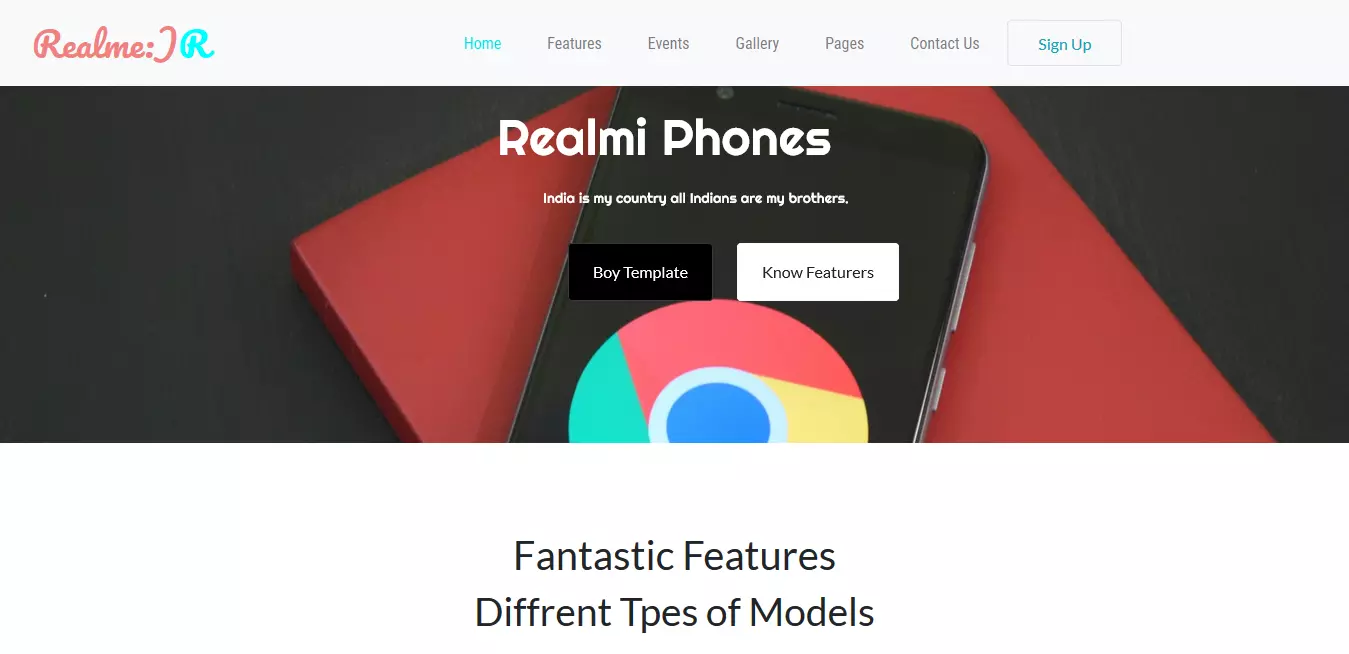 Realme:JR
Home Features Events Gallery Pages Contact Us Sign Up
Realmi Phones
India is my country all Indians are my brothers.
Boy Template Know Featurers
Fantastic Features
Diffrent Tpes of Models